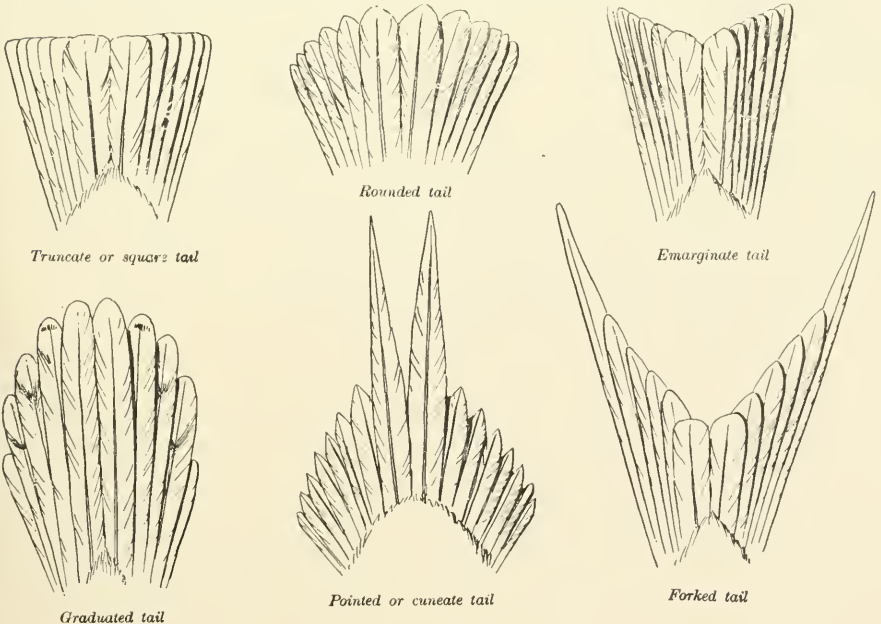 Truncate or square tail
Rounded tail
Emarginate tail
Graduated tail
Pointed or cuneate tail
Forked tail